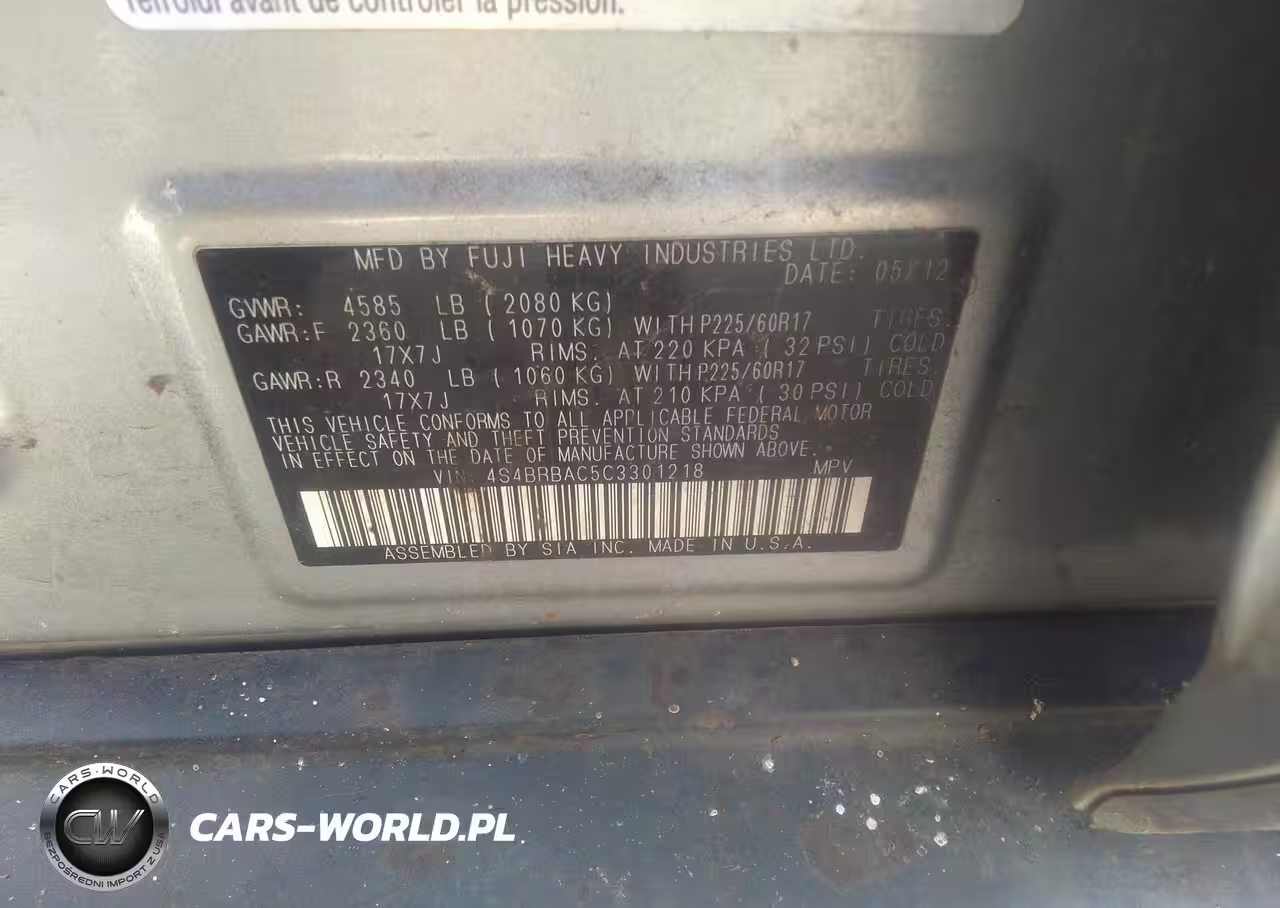 refroidi avant de contrôler la pression.
MFD BY FUJI HEAVY INDUSTRIES LTD.
DATE: 05/12
GVWR: 4585 LB ( 2080 KG)
GAWR:F 2360 LB ( 1070 KG) WITH P225/60R17 TIRES.
17X7J RIMS. AT 220 KPA ( 32 PSI) COLD
GAWR:R 2340 LB ( 1060 KG) WITH P225/60R17 TIRES.
17X7J RIMS. AT 210 KPA ( 30 PSI) COLD
THIS VEHICLE CONFORMS TO ALL APPLICABLE FEDERAL MOTOR
VEHICLE SAFETY AND THEFT PREVENTION STANDARDS
IN EFFECT ON THE DATE OF MANUFACTURE SHOWN ABOVE.
VIN: 4S4BRBAC5C3301218 MPV
ASSEMBLED BY SIA INC. MADE IN U.S.A.
CARS-WORLD
CW
BEZPOŚREDNI IMPORT Z USA
CARS-WORLD.PL